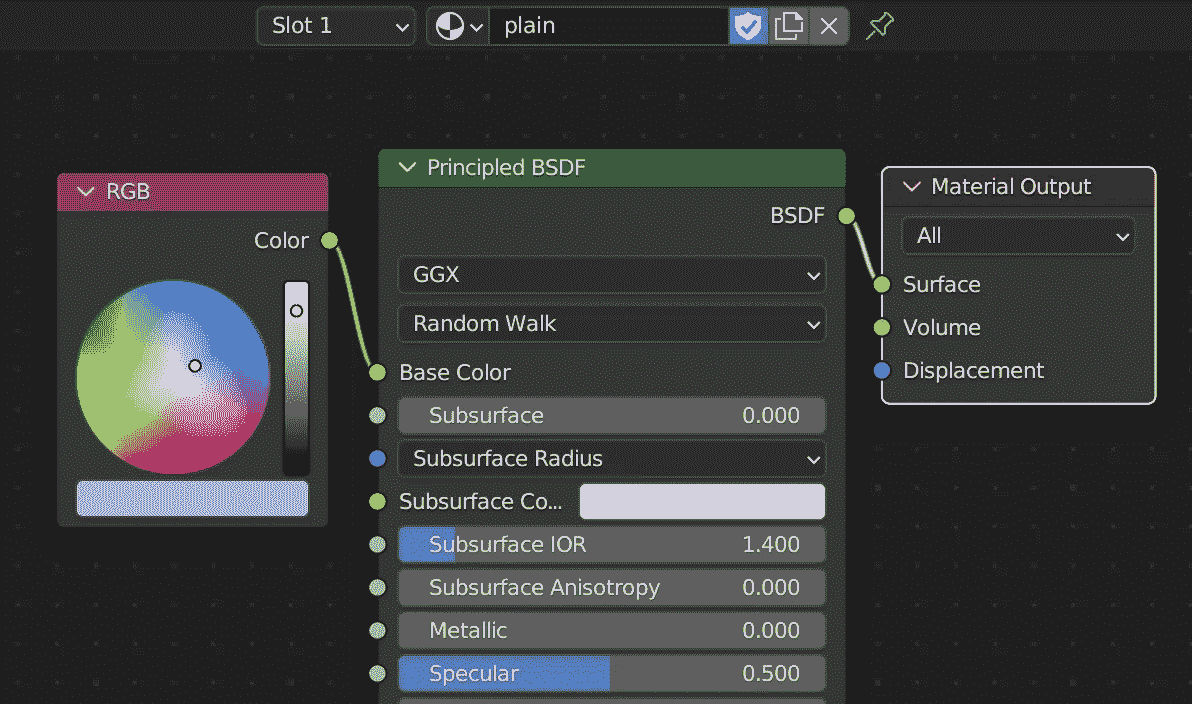 Slot 1
plain
RGB
Color
Principled BSDF
BSDF
GGX
Random Walk
Base Color
Subsurface 0.000
Subsurface Radius
Subsurface Co...
Subsurface IOR 1.400
Subsurface Anisotropy 0.000
Metallic 0.000
Specular 0.500
Material Output
All
Surface
Volume
Displacement